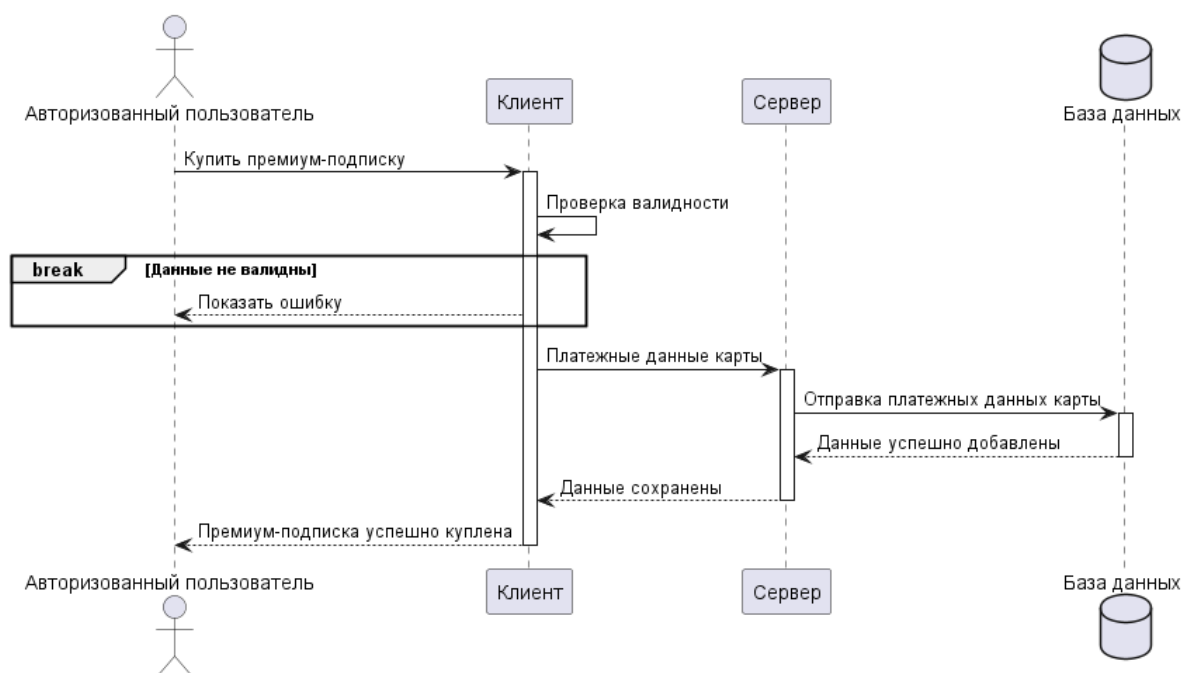 Авторизованный пользователь
Клиент
Сервер
База данных
Купить премиум-подписку
Проверка валидности
break
[Данные не валидны]
Показать ошибку
Платежные данные карты
Отправка платежных данных карты
Данные успешно добавлены
Данные сохранены
Премиум-подписка успешно куплена
Авторизованный пользователь
Клиент
Сервер
База данных